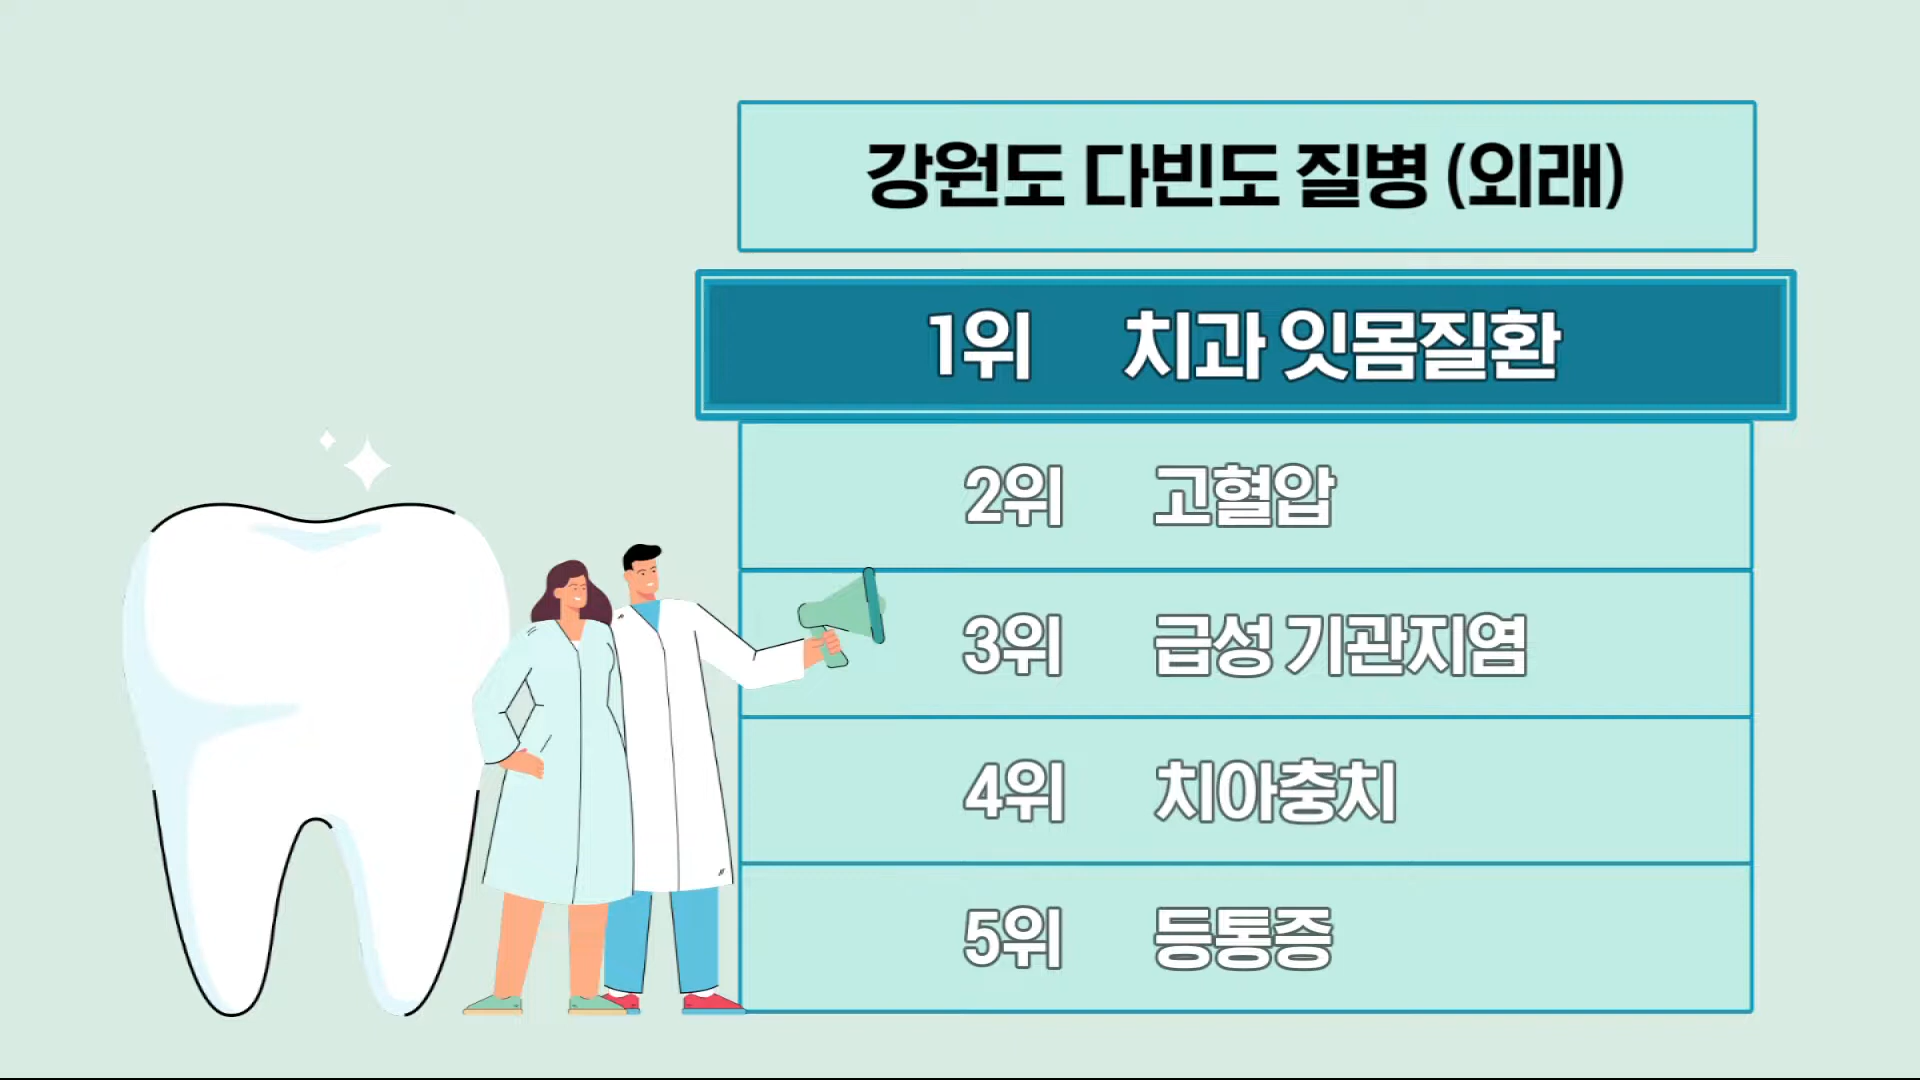 강원도 다빈도 질병 (외래)
1위 치과 잇몸질환
2위 고혈압
3위 급성 기관지염
4위 치아충치
5위 등통증